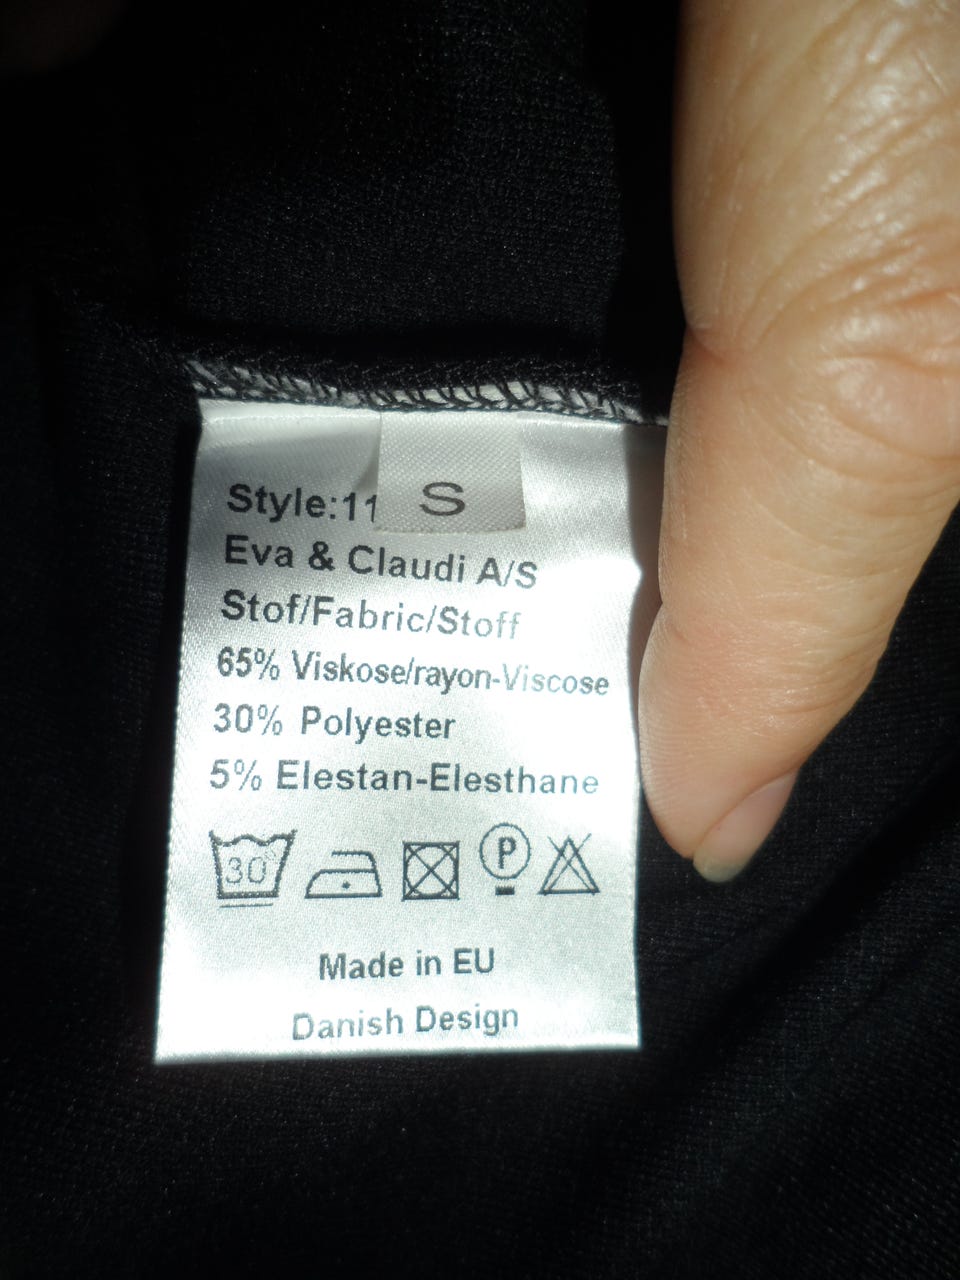 Style:11
S
Eva & Claudi A/S
Stof/Fabric/Stoff
65% Viskose/rayon-Viscose
30% Polyester
5% Elestan-Elesthane
30°
P
Made in EU
Danish Design